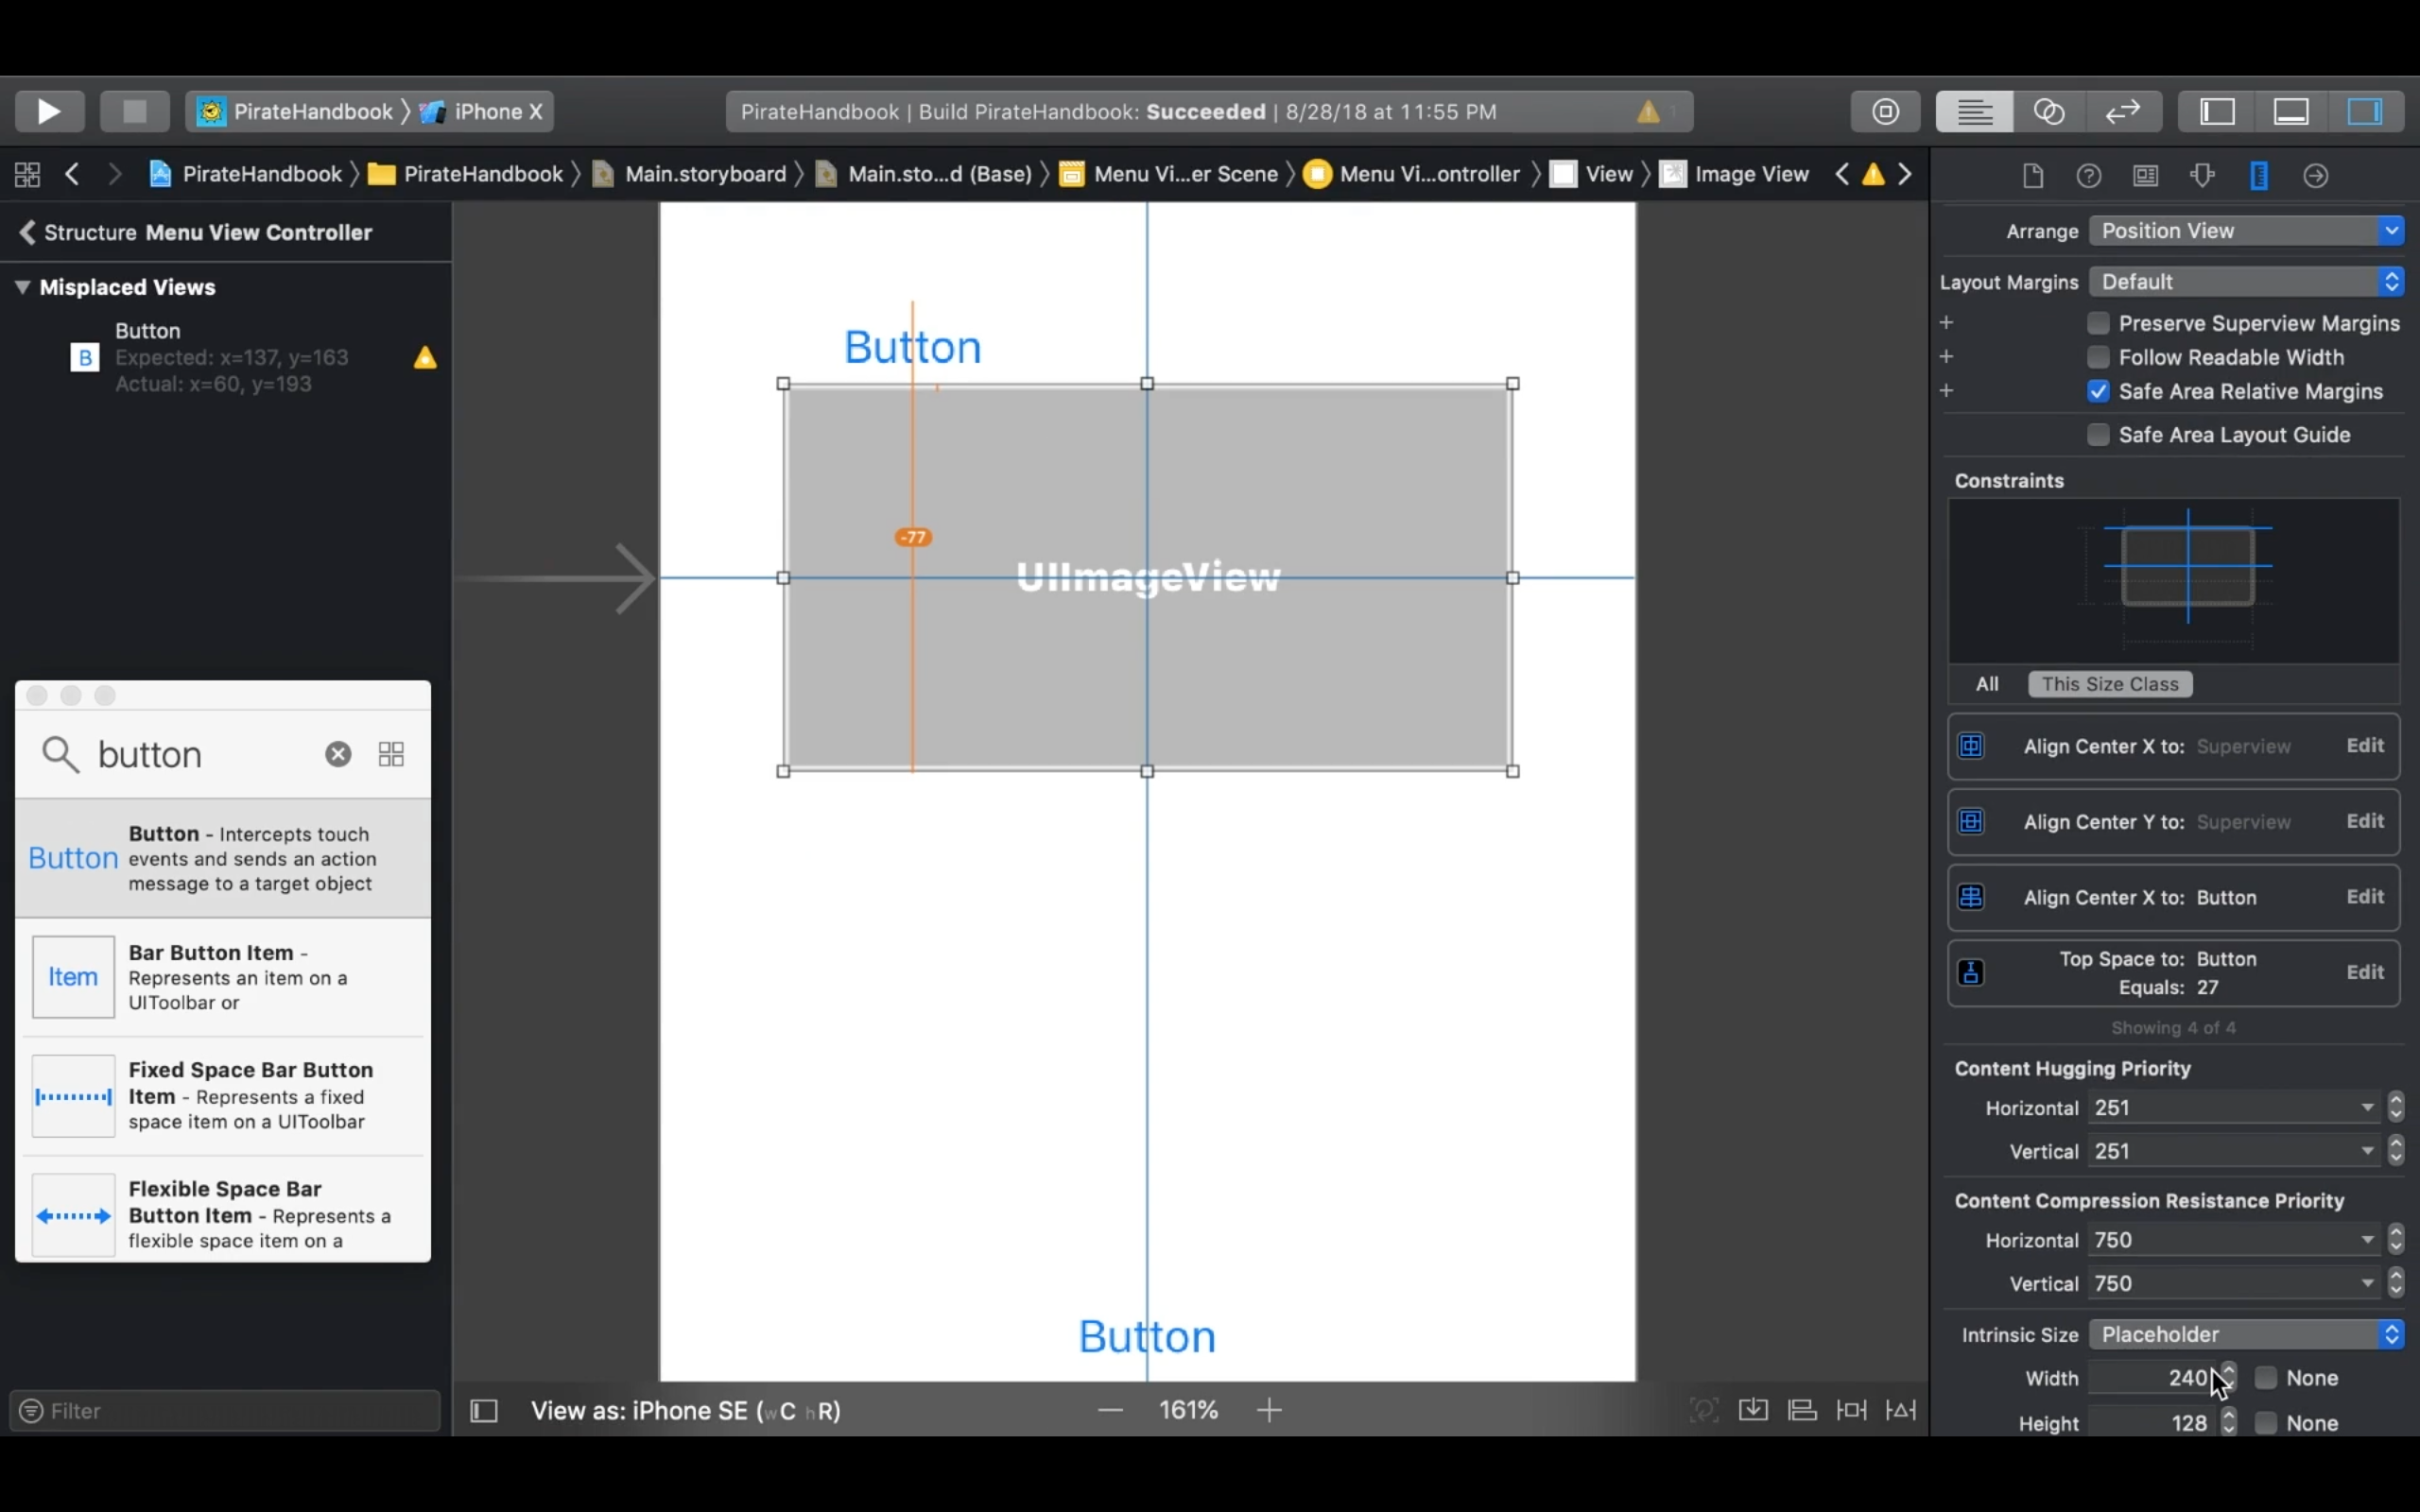 PirateHandbook 〉 iPhone X
PirateHandbook | Build PirateHandbook: Succeeded | 8/28/18 at 11:55 PM
PirateHandbook 〉 PirateHandbook 〉 Main.storyboard 〉 Main.sto...d (Base) 〉 Menu Vi...er Scene 〉 Menu Vi...ontroller 〉 View 〉 Image View
Structure Menu View Controller
Misplaced Views
Button
B
Expected: x=137, y=163
Actual: x=60, y=193
button
Button
Button - Intercepts touch
events and sends an action
message to a target object
Item
Bar Button Item -
Represents an item on a
UIToolbar or
Fixed Space Bar Button
Item - Represents a fixed
space item on a UIToolbar
Flexible Space Bar
Button Item - Represents a
flexible space item on a
Filter
Button
-77
UIImageView
Button
View as: iPhone SE (wC hR)
161%
Arrange Position View
Layout Margins Default
Preserve Superview Margins
Follow Readable Width
Safe Area Relative Margins
Safe Area Layout Guide
Constraints
All This Size Class
Align Center X to: Superview Edit
Align Center Y to: Superview Edit
Align Center X to: Button Edit
Top Space to: Button
Equals: 27
Edit
Showing 4 of 4
Content Hugging Priority
Horizontal 251
Vertical 251
Content Compression Resistance Priority
Horizontal 750
Vertical 750
Intrinsic Size Placeholder
Width 240 None
Height 128 None